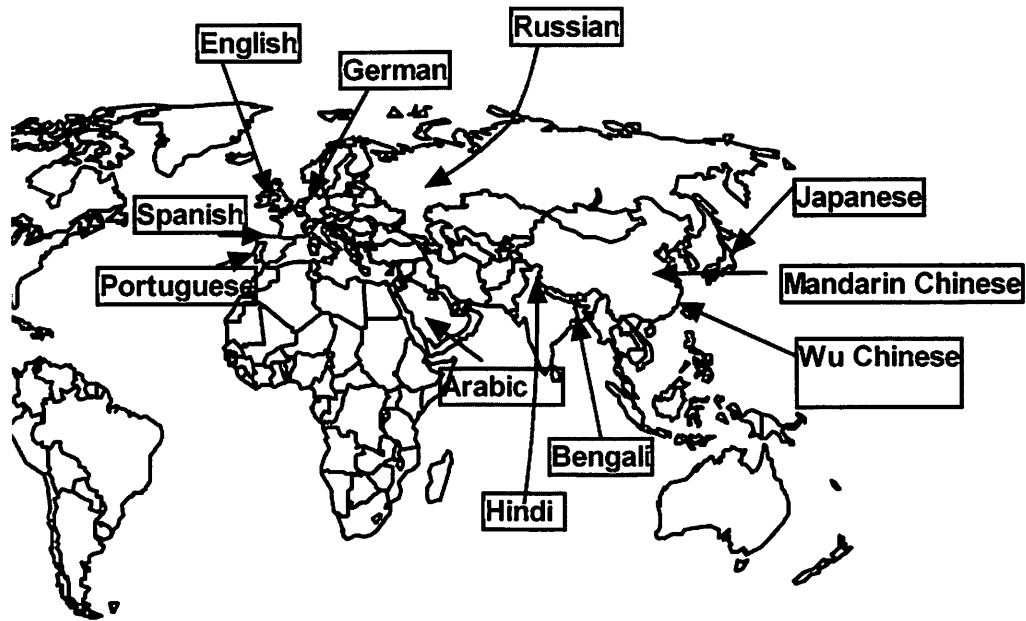 Russian
English
German
Spanish
Japanese
Portuguese
Mandarin Chinese
Wu Chinese
Arabic
Bengali
Hindi